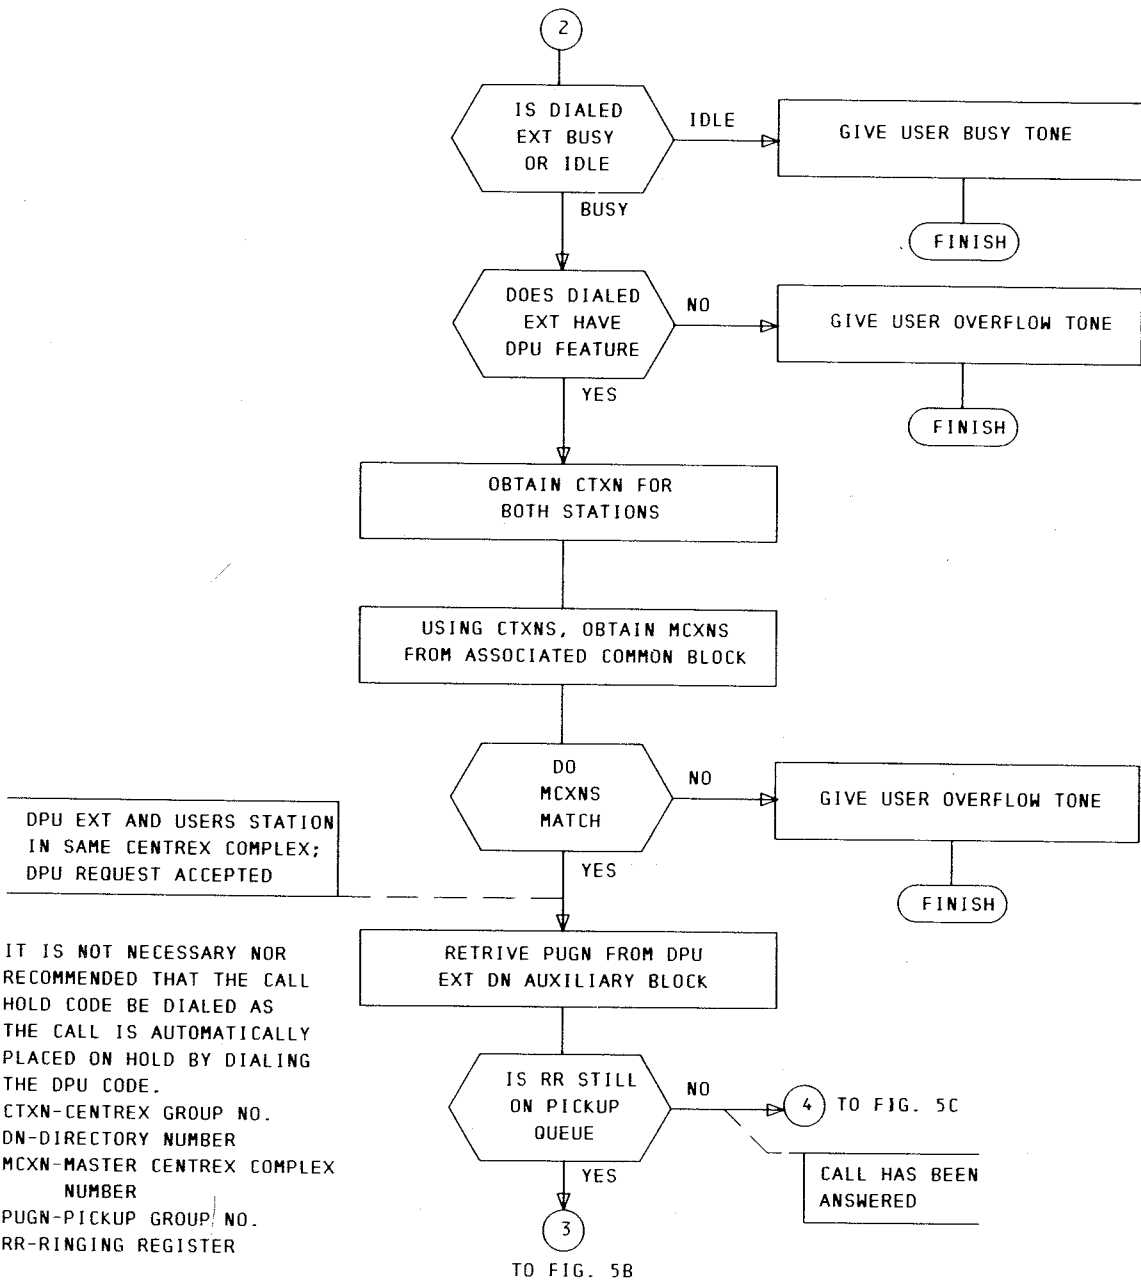 2
IS DIALED
EXT BUSY
OR IDLE
IDLE
GIVE USER BUSY TONE
FINISH
BUSY
DOES DIALED
EXT HAVE
DPU FEATURE
NO
GIVE USER OVERFLOW TONE
FINISH
YES
OBTAIN CTXN FOR
BOTH STATIONS
USING CTXNS, OBTAIN MCXNS
FROM ASSOCIATED COMMON BLOCK
DO
MCXNS
MATCH
NO
GIVE USER OVERFLOW TONE
FINISH
YES
DPU EXT AND USERS STATION
IN SAME CENTREX COMPLEX;
DPU REQUEST ACCEPTED
RETRIVE PUGN FROM DPU
EXT DN AUXILIARY BLOCK
IS RR STILL
ON PICKUP
QUEUE
NO
4 TO FIG. 5C
CALL HAS BEEN
ANSWERED
YES
3
TO FIG. 5B
IT IS NOT NECESSARY NOR
RECOMMENDED THAT THE CALL
HOLD CODE BE DIALED AS
THE CALL IS AUTOMATICALLY
PLACED ON HOLD BY DIALING
THE DPU CODE.
CTXN-CENTREX GROUP NO.
DN-DIRECTORY NUMBER
MCXN-MASTER CENTREX COMPLEX
NUMBER
PUGN-PICKUP GROUP NO.
RR-RINGING REGISTER